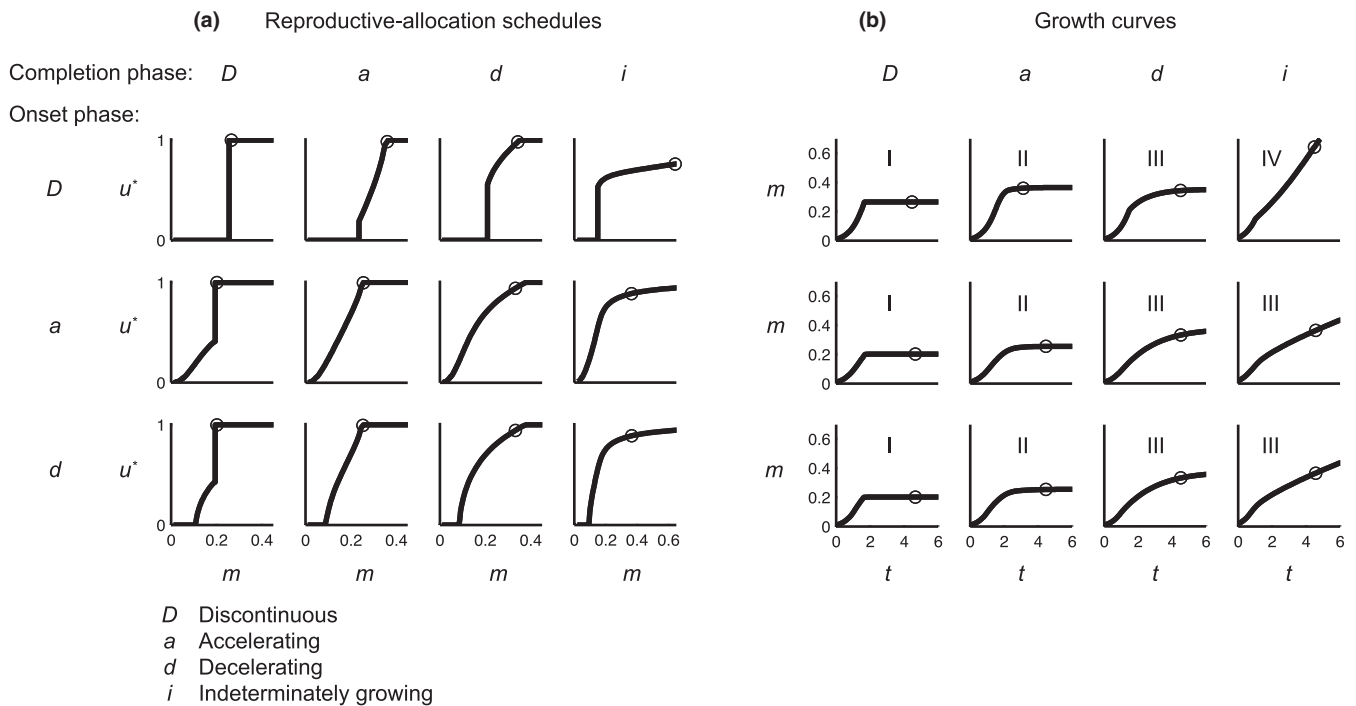 (a) Reproductive-allocation schedules (b) Growth curves
Completion phase: D a d i D a d i
Onset phase:
D u* 1 0 m 0.6 0.4 0.2 0 I II III IV
a u* 1 0 m 0.6 0.4 0.2 0 I II III III
d u* 1 0 m 0.6 0.4 0.2 0 I II III III
0 0.2 0.4 0 0.2 0.4 0 0.2 0.4 0 0.2 0.4 0.6 0 2 4 6 0 2 4 6 0 2 4 6 0 2 4 6
m m m m t t t t
D Discontinuous
a Accelerating
d Decelerating
i Indeterminately growing